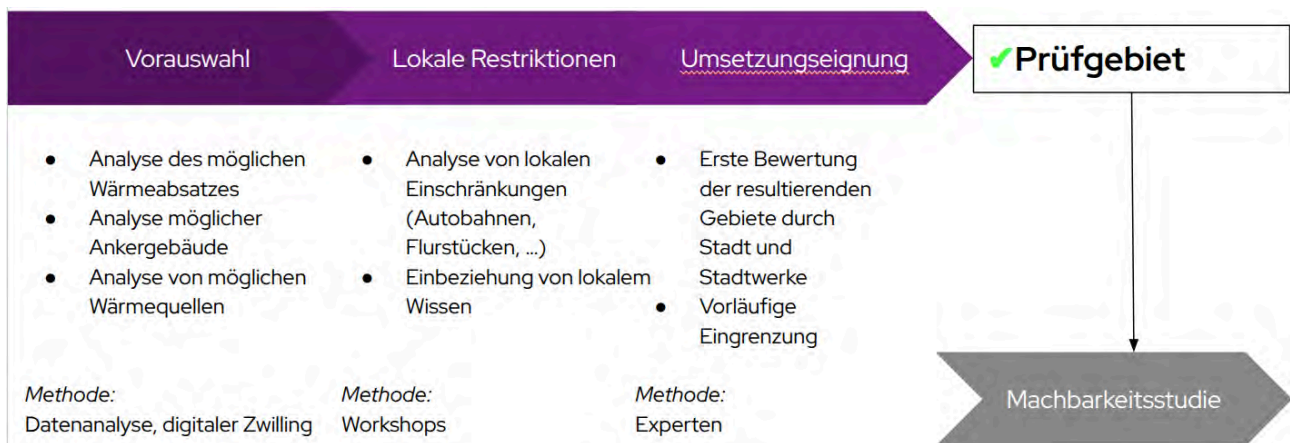 Vorauswahl
Lokale Restriktionen
Umsetzungseignung
✔Prüfgebiet
● Analyse des möglichen
Wärmeabsatzes
● Analyse möglicher
Ankergebäude
● Analyse von möglichen
Wärmequellen
● Analyse von lokalen
Einschränkungen
(Autobahnen,
Flurstücken, ...)
● Einbeziehung von lokalem
Wissen
● Erste Bewertung
der resultierenden
Gebiete durch
Stadt und
Stadtwerke
● Vorläufige
Eingrenzung
Methode:
Datenanalyse, digitaler Zwilling
Methode:
Workshops
Methode:
Experten
Machbarkeitsstudie